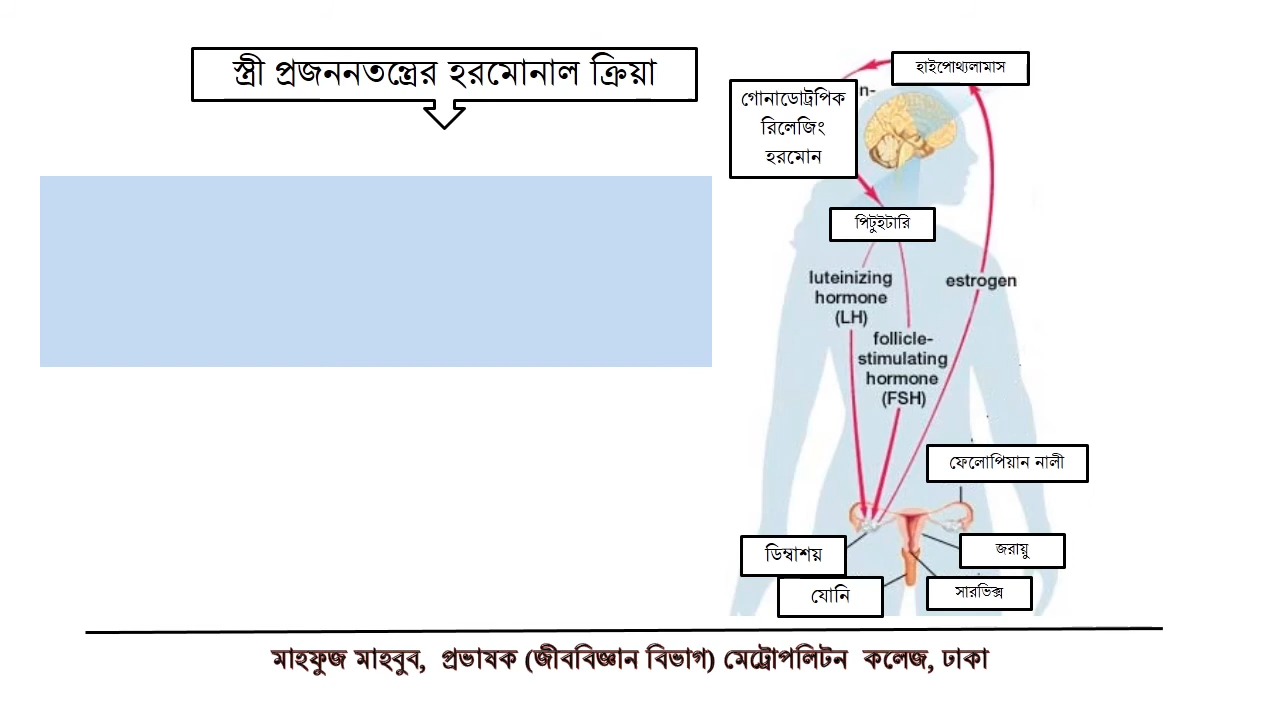 স্ত্রী প্রজননতন্ত্রের হরমোনাল ক্রিয়া
হাইপোথ্যলামাস
n-
গোনাডোট্রপিক
রিলেজিং
হরমোন
পিটুইটারি
luteinizing
hormone
(LH)
estrogen
follicle-
stimulating
hormone
(FSH)
ফেলোপিয়ান নালী
ডিম্বাশয়
জরায়ু
যোনি
সারভিক্স
মাহফুজ মাহবুব, প্রভাষক (জীববিজ্ঞান বিভাগ) মেট্রোপলিটন কলেজ, ঢাকা